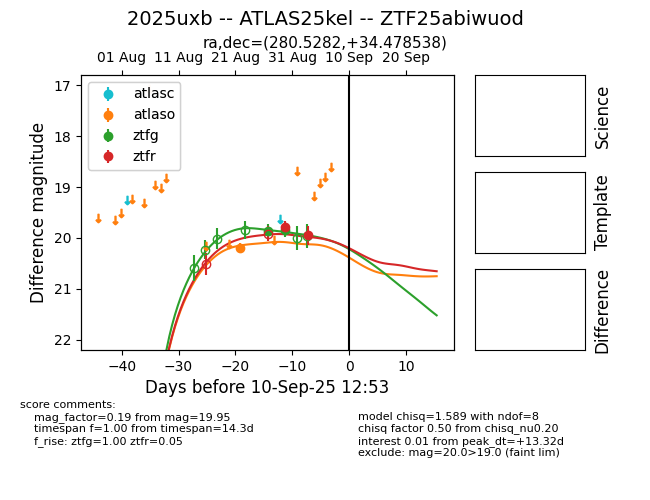 2025uxb -- ATLAS25kel -- ZTF25abiwuod
ra,dec=(280.5282,+34.478538)
01 Aug 11 Aug 21 Aug 31 Aug 10 Sep 20 Sep
atlasc
atlaso
ztfg
ztfr
17
18
19
20
21
22
Difference magnitude
−40 −30 −20 −10 0 10
Days before 10-Sep-25 12:53
Science
Template
Difference
score comments:
mag_factor=0.19 from mag=19.95
timespan f=1.00 from timespan=14.3d
f_rise: ztfg=1.00 ztfr=0.05
model chisq=1.589 with ndof=8
chisq factor 0.50 from chisq_nu0.20
interest 0.01 from peak_dt=+13.32d
exclude: mag=20.0>19.0 (faint lim)